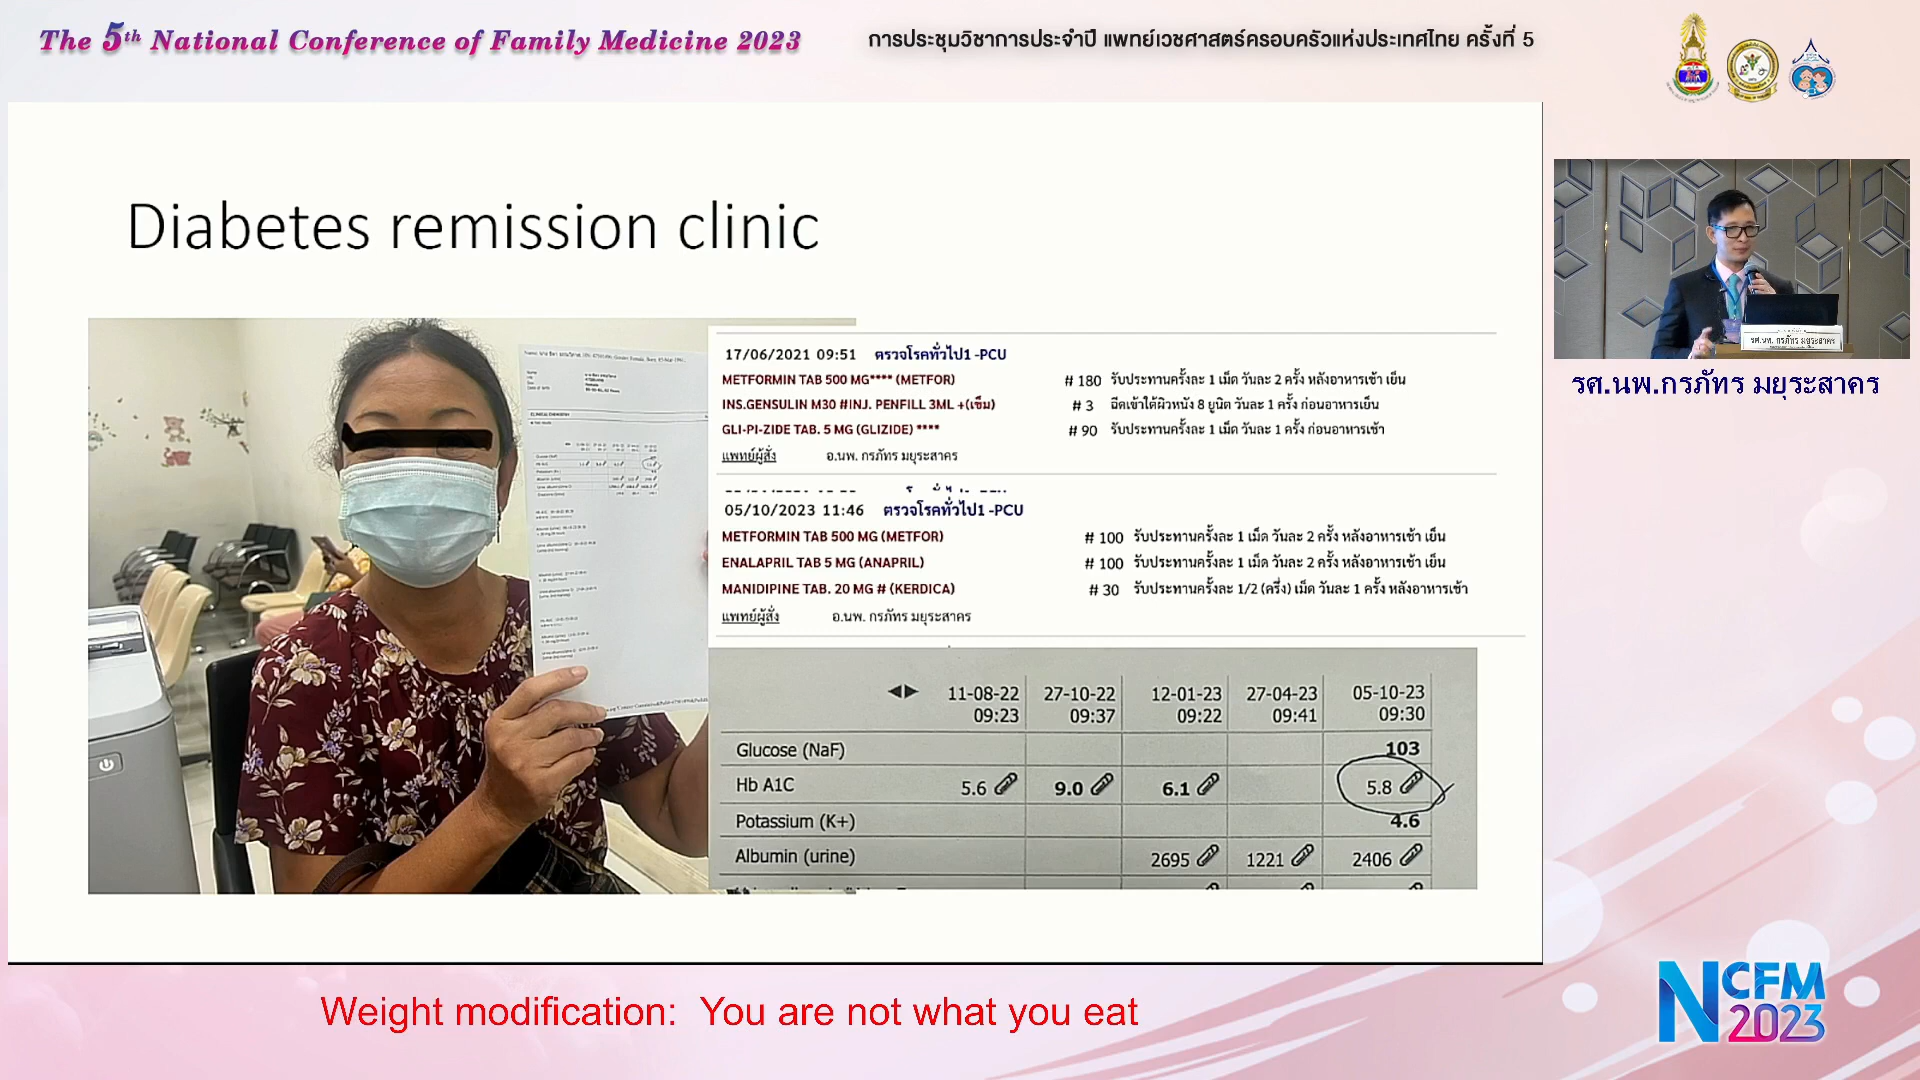 The 5th National Conference of Family Medicine 2023
การประชุมวิชาการประจำปี แพทย์เวชศาสตร์ครอบครัวแห่งประเทศไทย ครั้งที่ 5
Diabetes remission clinic
17/06/2021 09:51 ตรวจโรคทั่วไป1 -PCU
METFORMIN TAB 500 MG**** (METFOR) # 180 รับประทานครั้งละ 1 เม็ด วันละ 2 ครั้ง หลังอาหารเช้า เย็น
INS.GENSULIN M30 #INJ. PENFILL 3ML +(เข็ม) # 3 ฉีดเข้าใต้ผิวหนัง 8 ยูนิต วันละ 1 ครั้ง ก่อนอาหารเย็น
GLI-PI-ZIDE TAB. 5 MG (GLIZIDE) **** # 90 รับประทานครั้งละ 1 เม็ด วันละ 1 ครั้ง ก่อนอาหารเช้า
แพทย์ผู้สั่ง อ.นพ. กรภัทร มยุระสาคร
05/10/2023 11:46 ตรวจโรคทั่วไป1 -PCU
METFORMIN TAB 500 MG (METFOR) # 100 รับประทานครั้งละ 1 เม็ด วันละ 2 ครั้ง หลังอาหารเช้า เย็น
ENALAPRIL TAB 5 MG (ANAPRIL) # 100 รับประทานครั้งละ 1 เม็ด วันละ 2 ครั้ง หลังอาหารเช้า เย็น
MANIDIPINE TAB. 20 MG # (KERDICA) # 30 รับประทานครั้งละ 1/2 (ครึ่ง) เม็ด วันละ 1 ครั้ง หลังอาหารเช้า
แพทย์ผู้สั่ง อ.นพ. กรภัทร มยุระสาคร
11-08-22 27-10-22 12-01-23 27-04-23 05-10-23
09:23 09:37 09:22 09:41 09:30
Glucose (NaF) 103
Hb A1C 5.6 9.0 6.1 5.8
Potassium (K+) 4.6
Albumin (urine) 2695 1221 2406
รศ.นพ. กรภัทร มยุระสาคร
รศ.นพ.กรภัทร มยุระสาคร
Weight modification: You are not what you eat
NCFM
2023